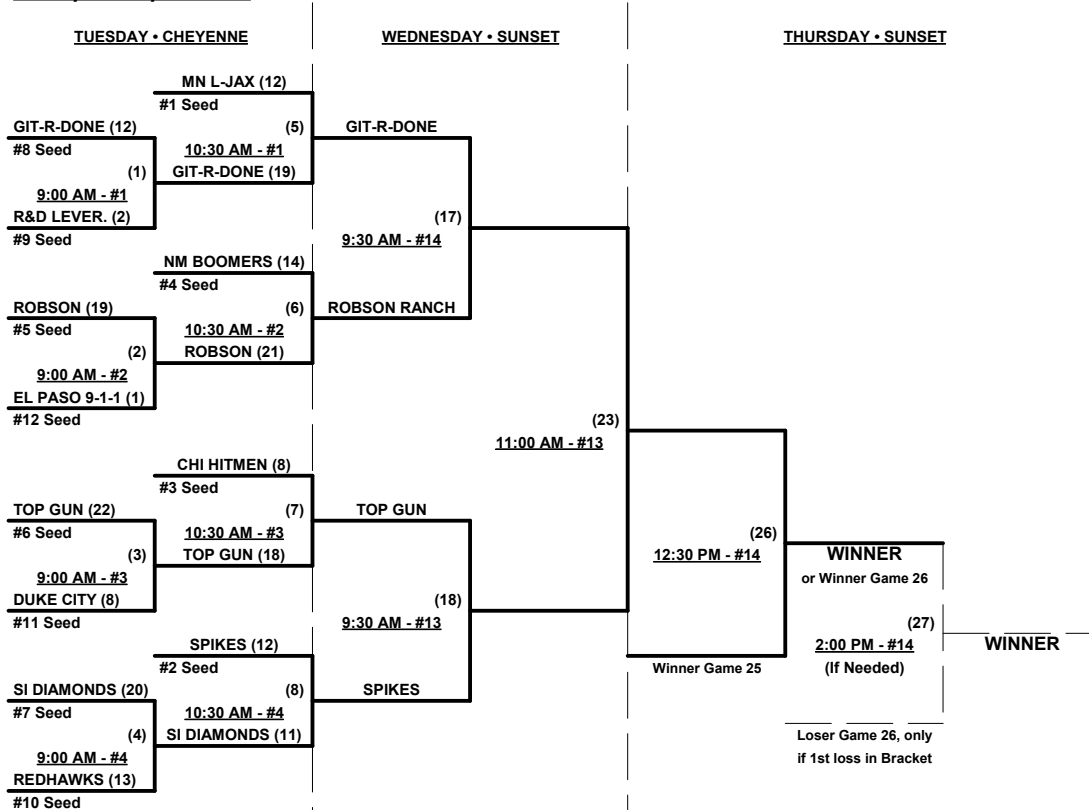 TUESDAY • CHEYENNE
WEDNESDAY • SUNSET
THURSDAY • SUNSET
MN L-JAX (12)
#1 Seed
GIT-R-DONE (12)
(5)
GIT-R-DONE
#8 Seed
10:30 AM - #1
(1)
GIT-R-DONE (19)
9:00 AM - #1
R&D LEVER. (2)
(17)
#9 Seed
9:30 AM - #14
NM BOOMERS (14)
#4 Seed
ROBSON (19)
(6)
ROBSON RANCH
#5 Seed
10:30 AM - #2
(2)
ROBSON (21)
9:00 AM - #2
EL PASO 9-1-1 (1)
#12 Seed
(23)
11:00 AM - #13
CHI HITMEN (8)
#3 Seed
TOP GUN (22)
(7)
TOP GUN
#6 Seed
10:30 AM - #3
(26)
(3)
TOP GUN (18)
12:30 PM - #14
WINNER
9:00 AM - #3
or Winner Game 26
DUKE CITY (8)
(18)
#11 Seed
9:30 AM - #13
(27)
SPIKES (12)
2:00 PM - #14
WINNER
#2 Seed
Winner Game 25
(If Needed)
SI DIAMONDS (20)
(8)
SPIKES
#7 Seed
10:30 AM - #4
(4)
SI DIAMONDS (11)
Loser Game 26, only
9:00 AM - #4
if 1st loss in Bracket
REDHAWKS (13)
#10 Seed